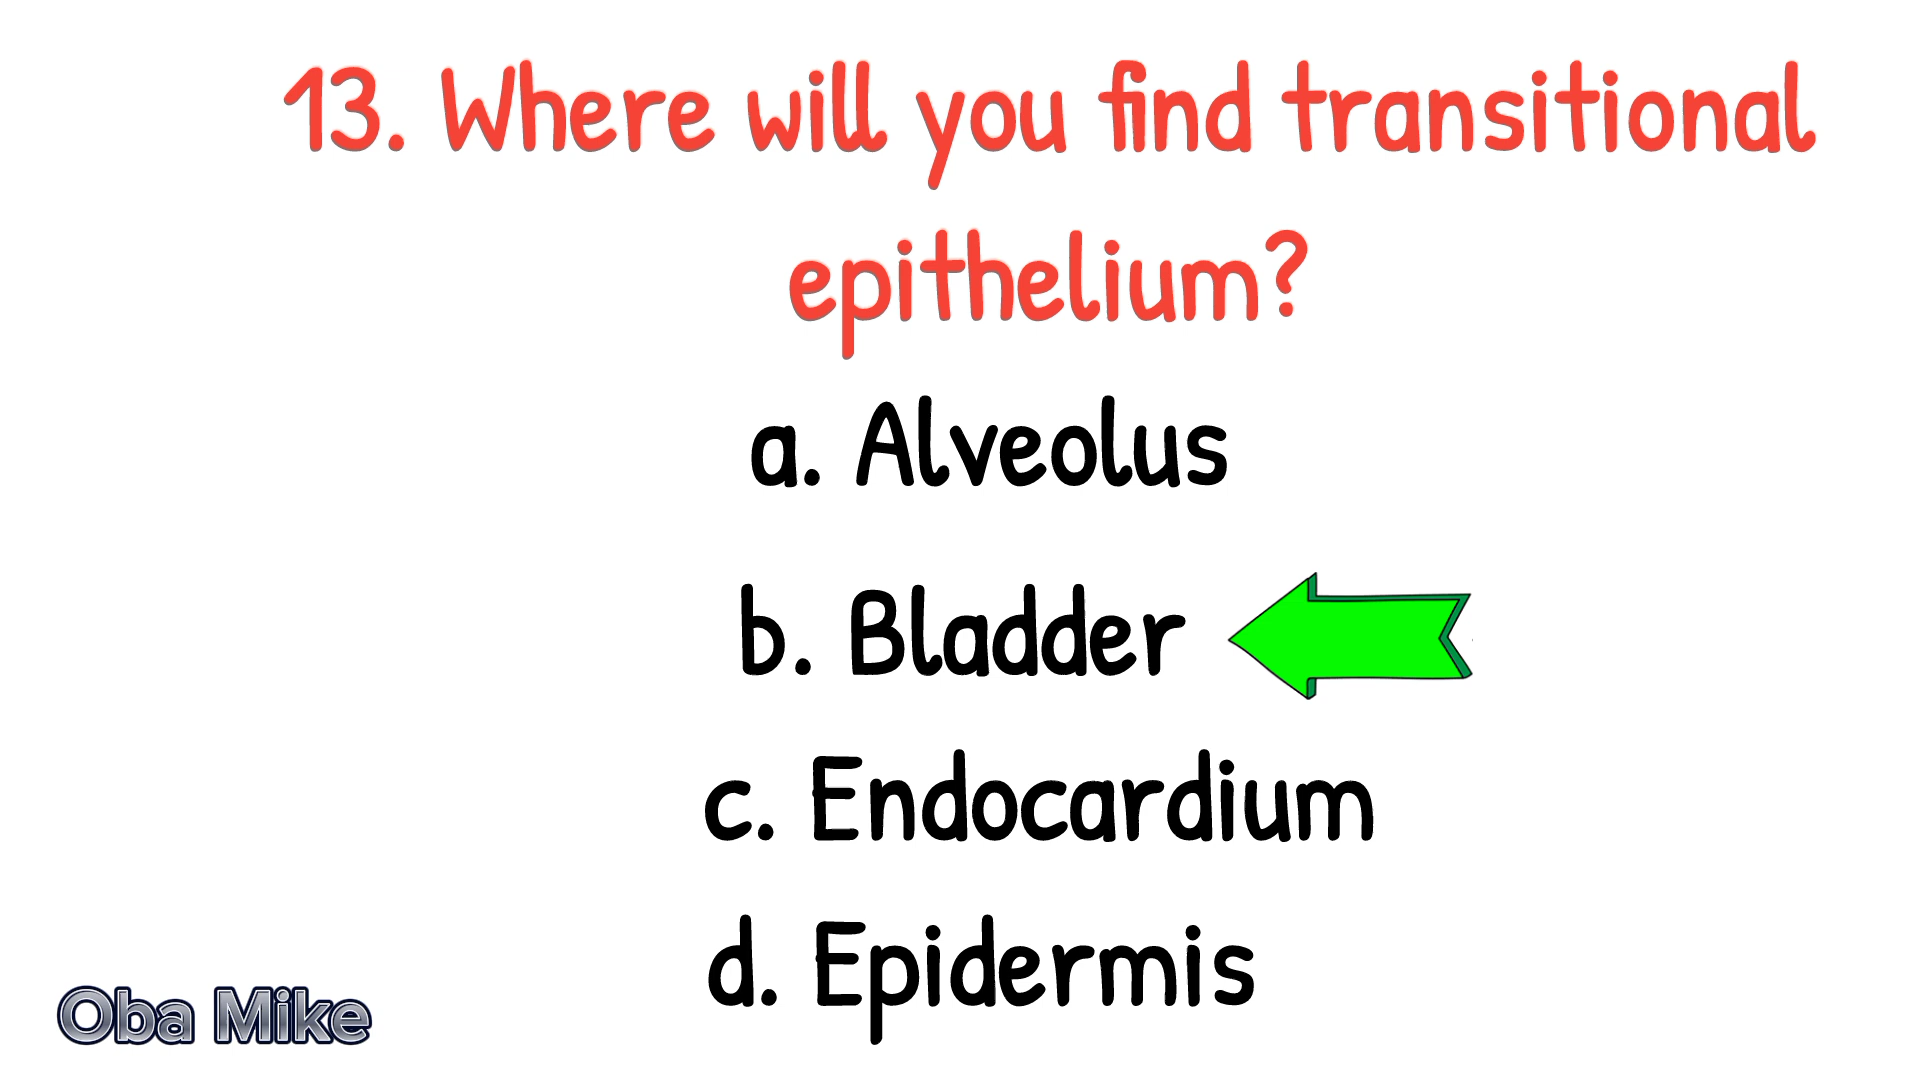 13. Where will you find transitional
epithelium?
a. Alveolus
b. Bladder
c. Endocardium
d. Epidermis
Oba Mike